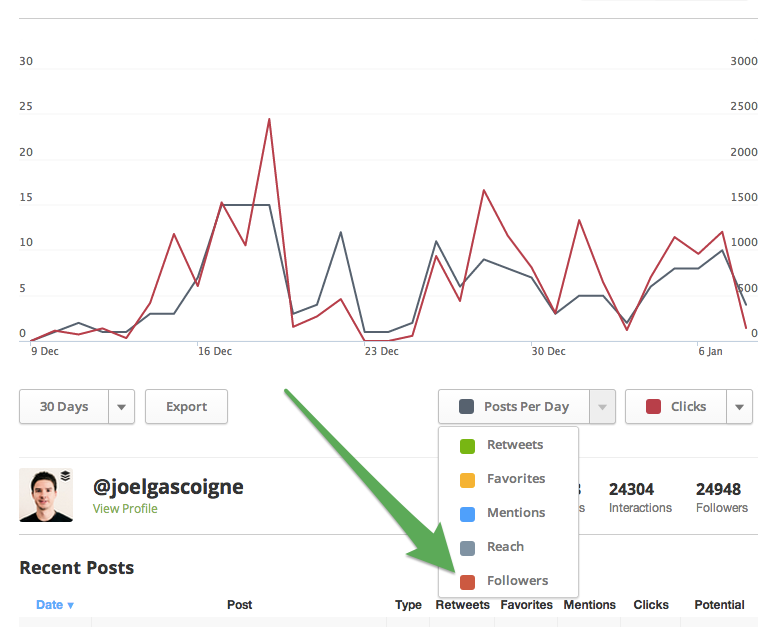 30 3000
25 2500
20 2000
15 1500
10 1000
5 500
0 0
9 Dec 16 Dec 23 Dec 30 Dec 6 Jan
30 Days Export Posts Per Day Clicks
Retweets
Favorites
Mentions
Reach
Followers
@joelgascoigne
View Profile
24304 24948
Interactions Followers
Recent Posts
Date ▾ Post Type Retweets Favorites Mentions Clicks Potential